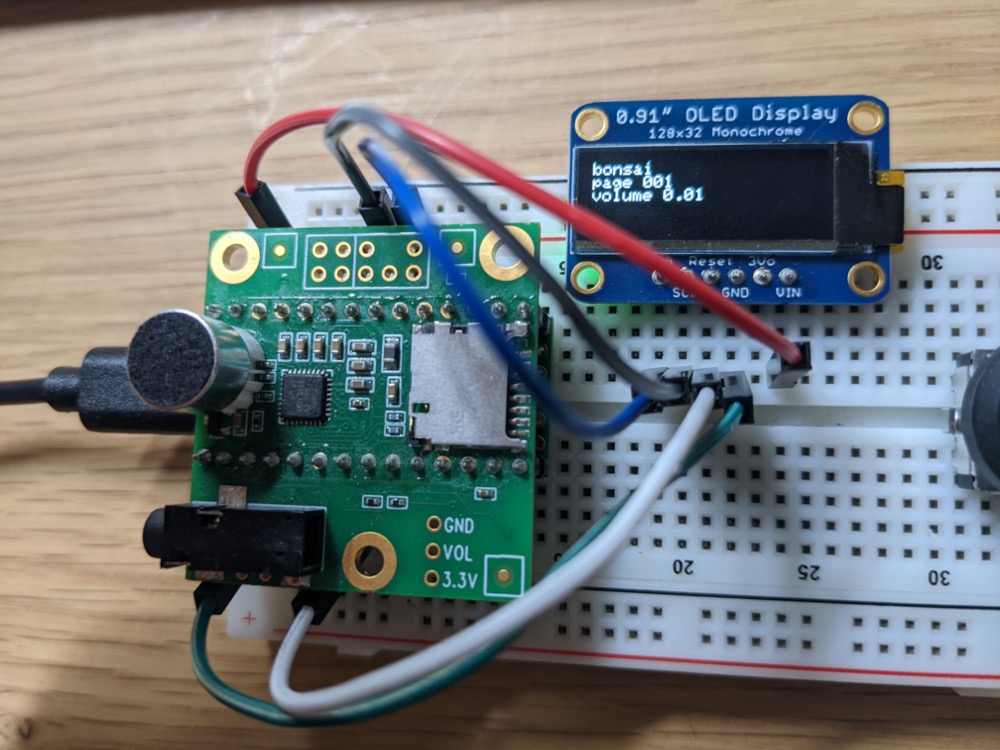 0.91" OLED Display
128x32 Monochrome
bonsai
page 001
volume 0.01
Reset 3Vo
GND VIN
30
GND
VOL
3.3V
20
25
30
+